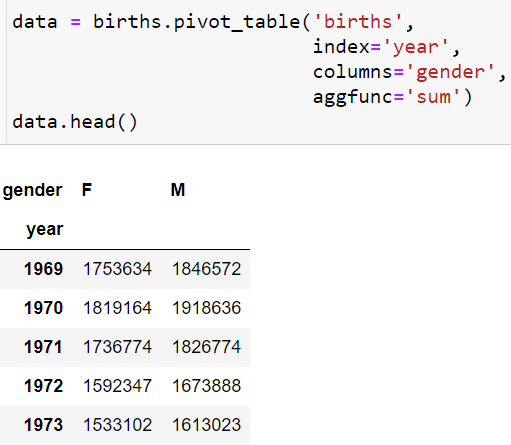 data = births.pivot_table('births',
                          index='year',
                          columns='gender',
                          aggfunc='sum')
data.head()
gender F M
year
1969 1753634 1846572
1970 1819164 1918636
1971 1736774 1826774
1972 1592347 1673888
1973 1533102 1613023